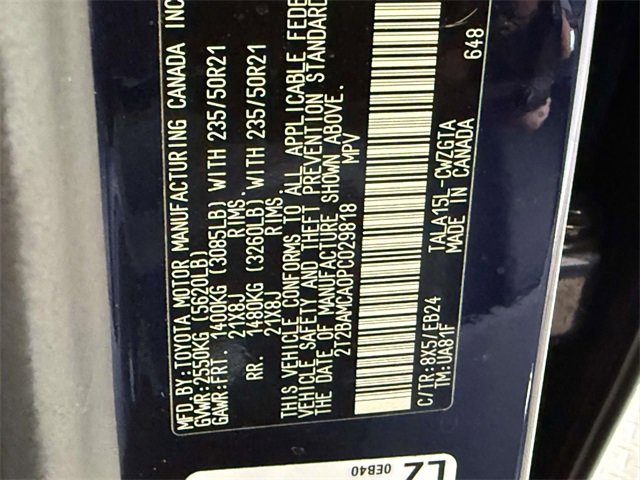 MFD.BY:TOYOTA MOTOR MANUFACTURING CANADA INC
GVWR:2550KG (5620LB)
GAWR:FRT. 1400KG (3085LB) WITH 235/50R21
21X8J RIMS.
RR. 1480KG (3260LB) WITH 235/50R21
21X8J RIMS.
THIS VEHICLE CONFORMS TO ALL APPLICABLE FEDE
VEHICLE SAFETY AND THEFT PREVENTION STANDARD
THE DATE OF MANUFACTURE SHOWN ABOVE.
2T2BAMCA0PC029818 MPV
648
C/TR:8X5/EB24 TALA15L-CWZGTA
TM:UA81F MADE IN CANADA
LZ
0EB40